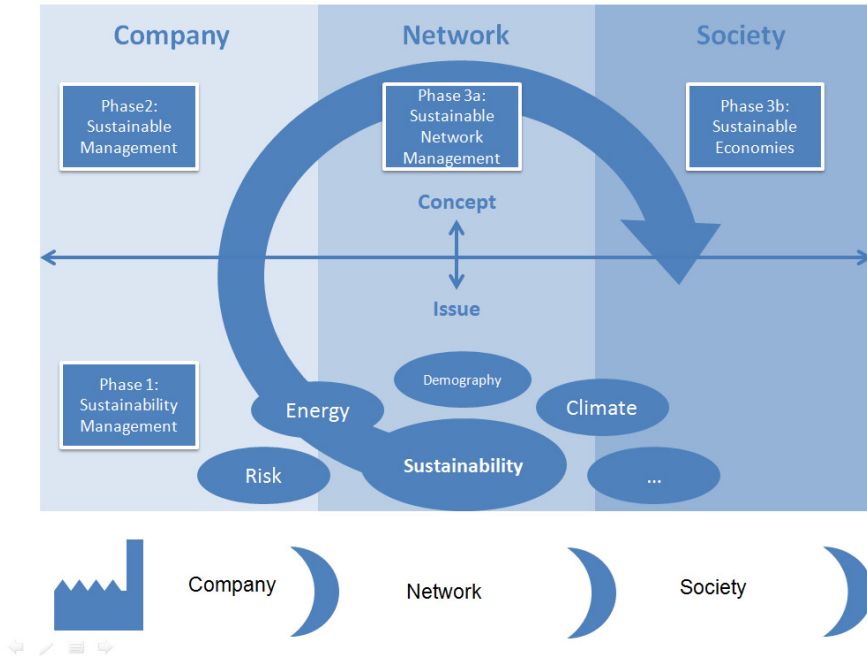 Company
Network
Society
Phase2:
Sustainable
Management
Phase 3a:
Sustainable
Network
Management
Phase 3b:
Sustainable
Economies
Concept
Issue
Phase 1:
Sustainability
Management
Demography
Energy
Climate
Risk
Sustainability
...
Company
Network
Society